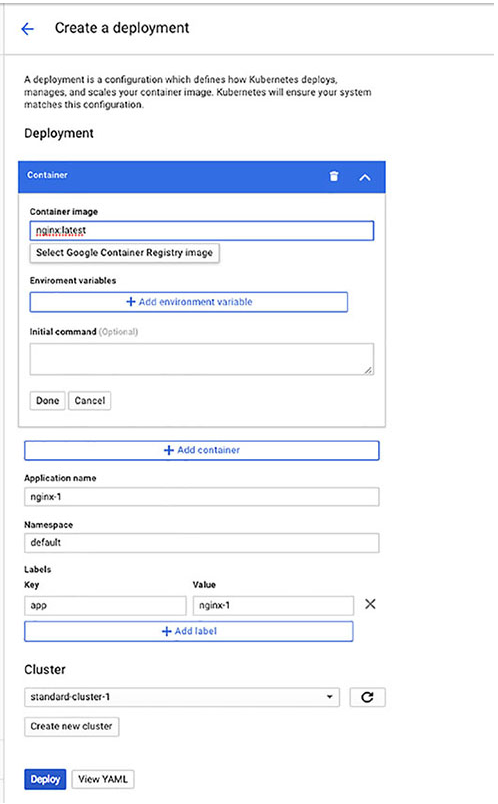 Create a deployment
A deployment is a configuration which defines how Kubernetes deploys,
manages, and scales your container image. Kubernetes will ensure your system
matches this configuration.
Deployment
Container
Container image
nginx:latest
Select Google Container Registry image
Enviroment variables
+ Add environment variable
Initial command (Optional)
Done Cancel
+ Add container
Application name
nginx-1
Namespace
default
Labels
Key Value
app nginx-1
+ Add label
Cluster
standard-cluster-1
Create new cluster
Deploy View YAML